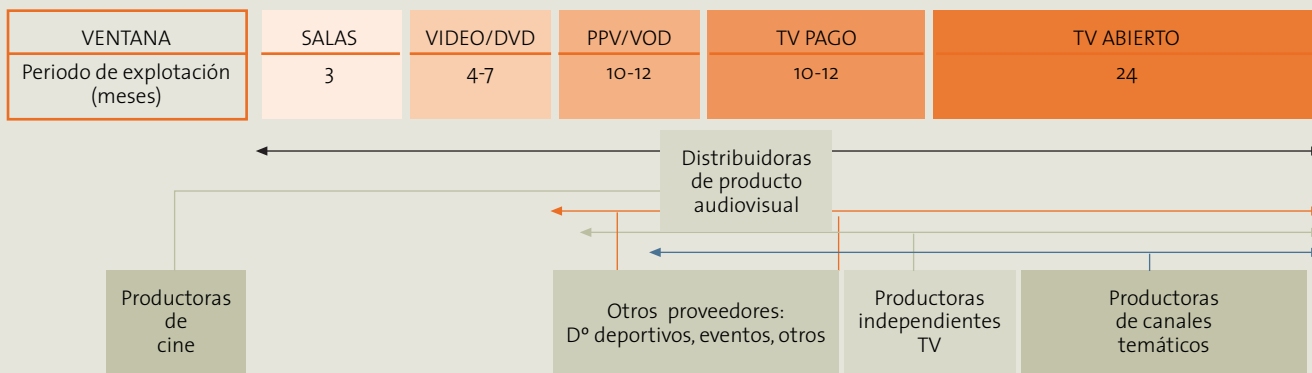 VENTANA
SALAS
VIDEO/DVD
PPV/VOD
TV PAGO
TV ABIERTO
Periodo de explotación
(meses)
3
4-7
10-12
10-12
24
Distribuidoras
de producto
audiovisual
Productoras
de
cine
Otros proveedores:
Dº deportivos, eventos, otros
Productoras
independientes
TV
Productoras
de canales
temáticos